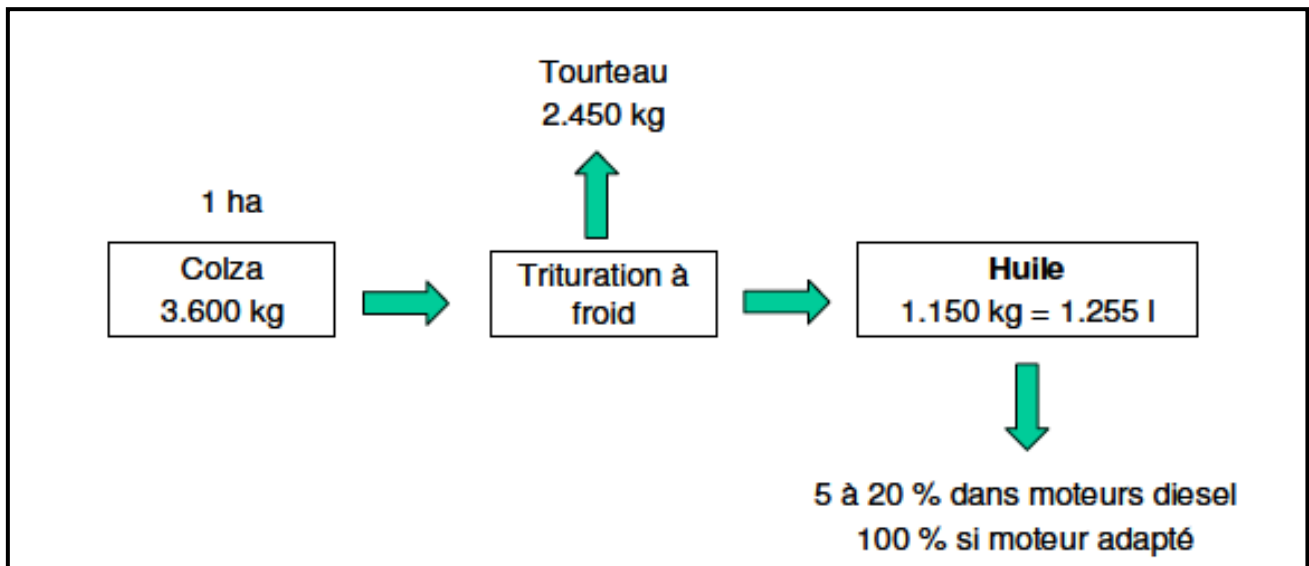 Tourteau
2.450 kg
1 ha
Colza
3.600 kg
Trituration à
froid
Huile
1.150 kg = 1.255 l
5 à 20 % dans moteurs diesel
100 % si moteur adapté